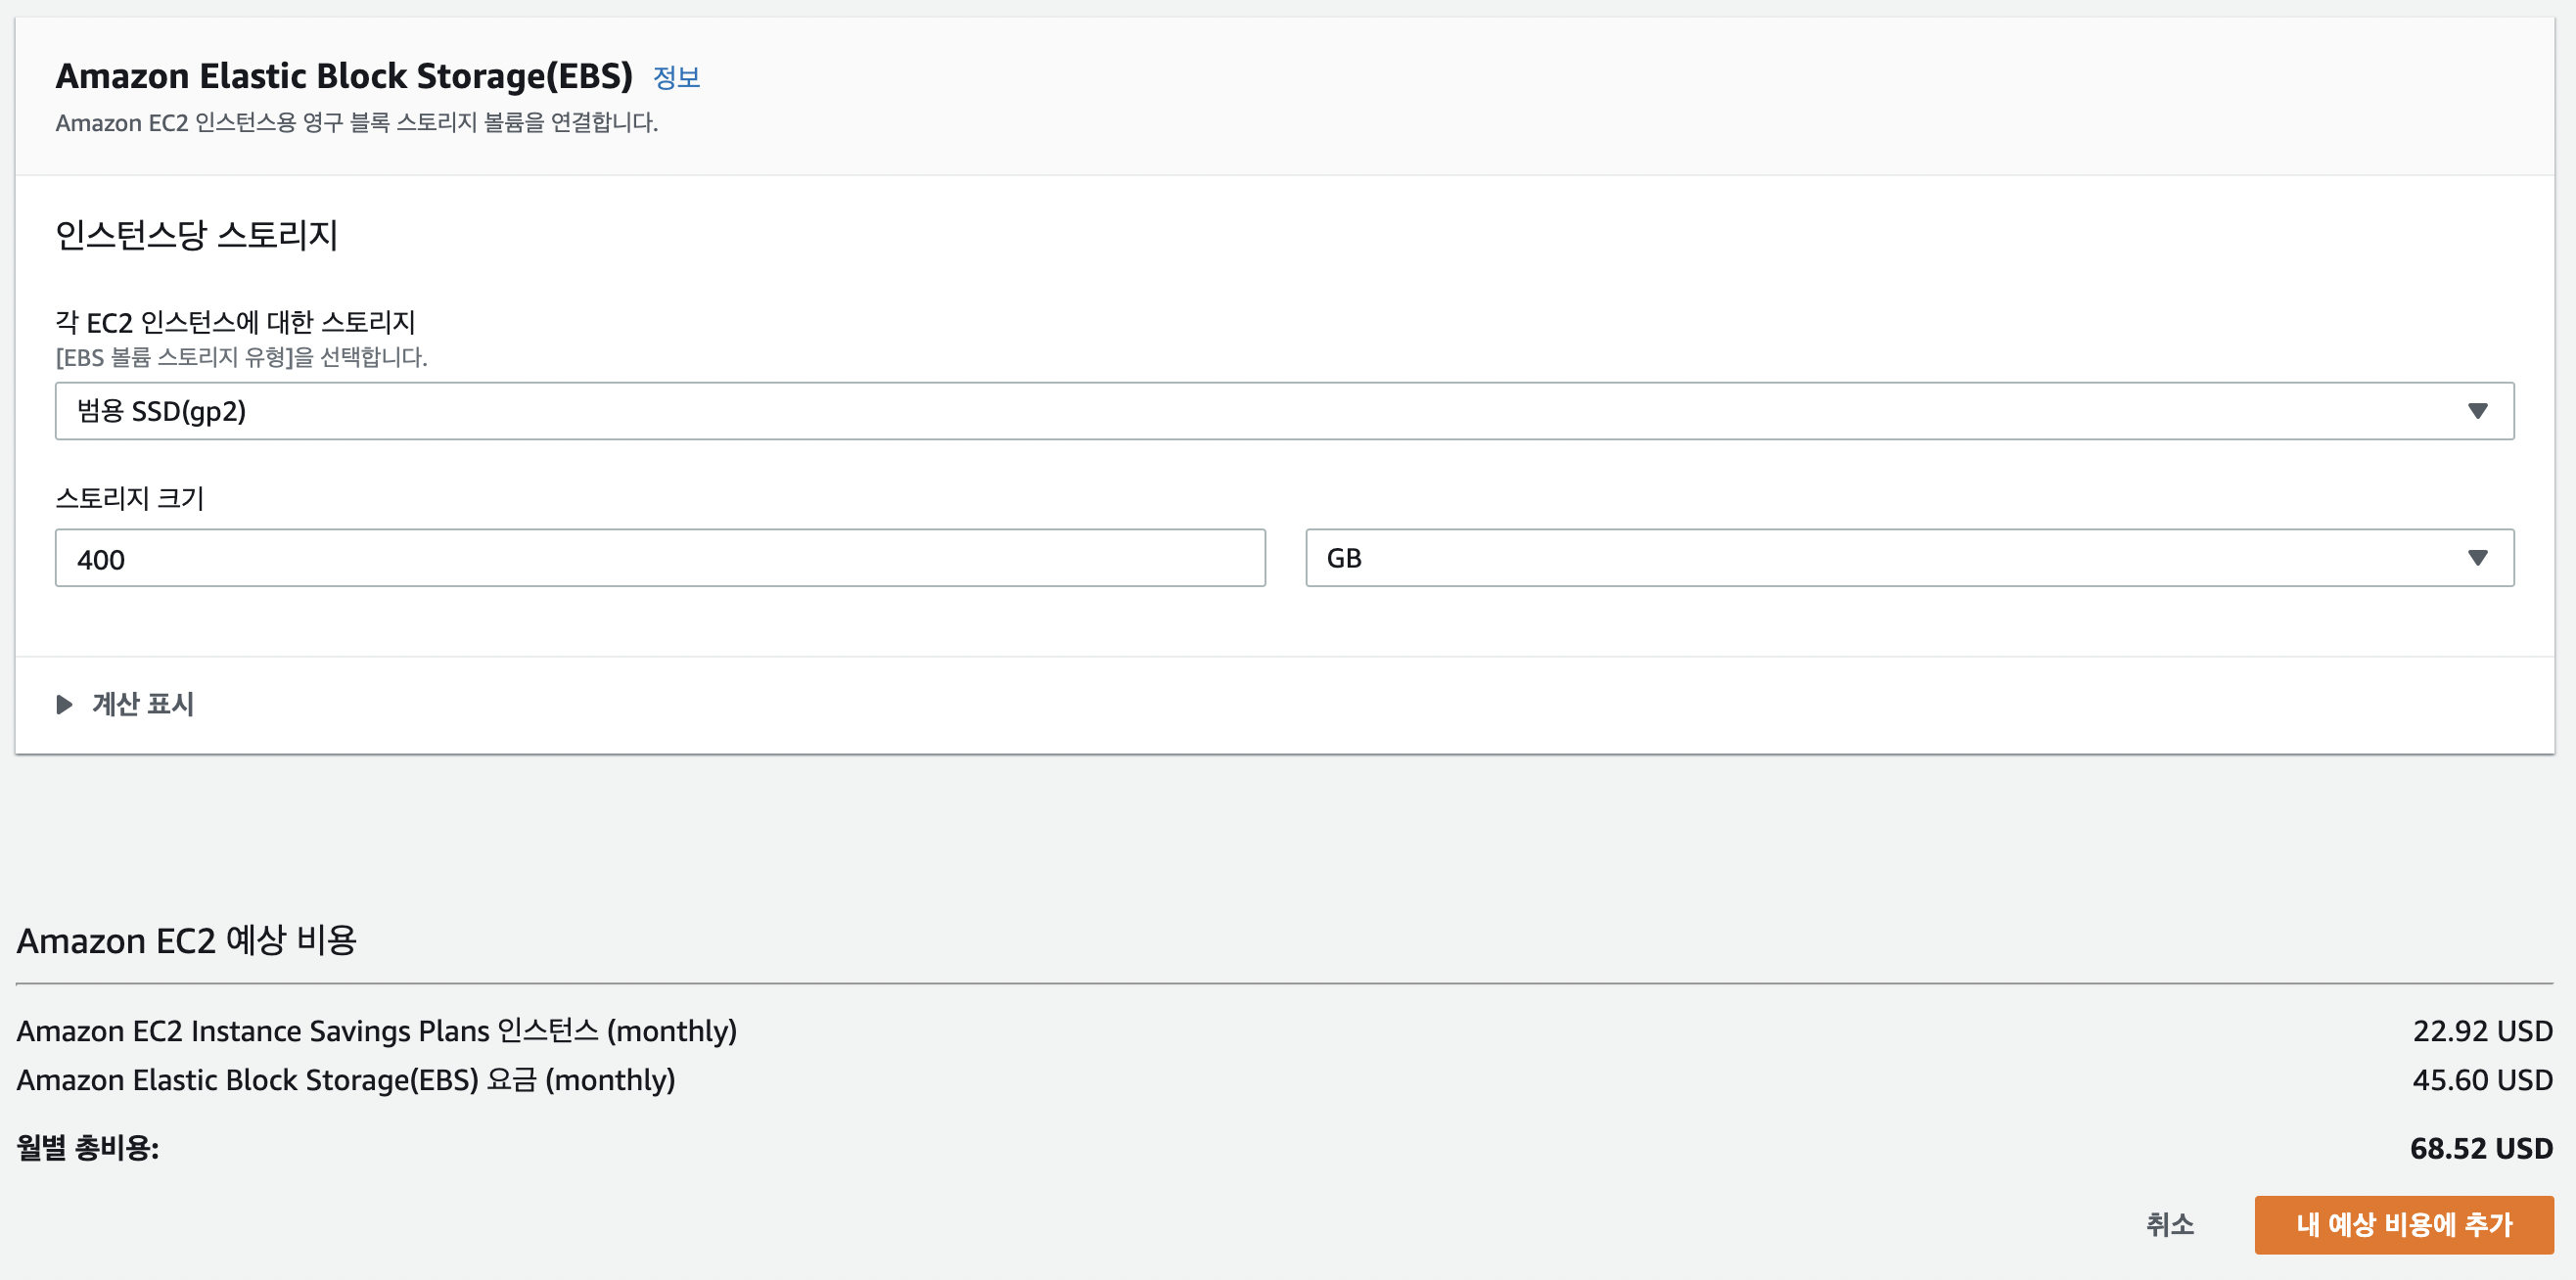 Amazon Elastic Block Storage(EBS) 정보
Amazon EC2 인스턴스용 영구 블록 스토리지 볼륨을 연결합니다.
인스턴스당 스토리지
각 EC2 인스턴스에 대한 스토리지
[EBS 볼륨 스토리지 유형]을 선택합니다.
범용 SSD(gp2)
스토리지 크기
400 GB
계산 표시
Amazon EC2 예상 비용
Amazon EC2 Instance Savings Plans 인스턴스 (monthly) 22.92 USD
Amazon Elastic Block Storage(EBS) 요금 (monthly) 45.60 USD
월별 총비용: 68.52 USD
취소 내 예상 비용에 추가